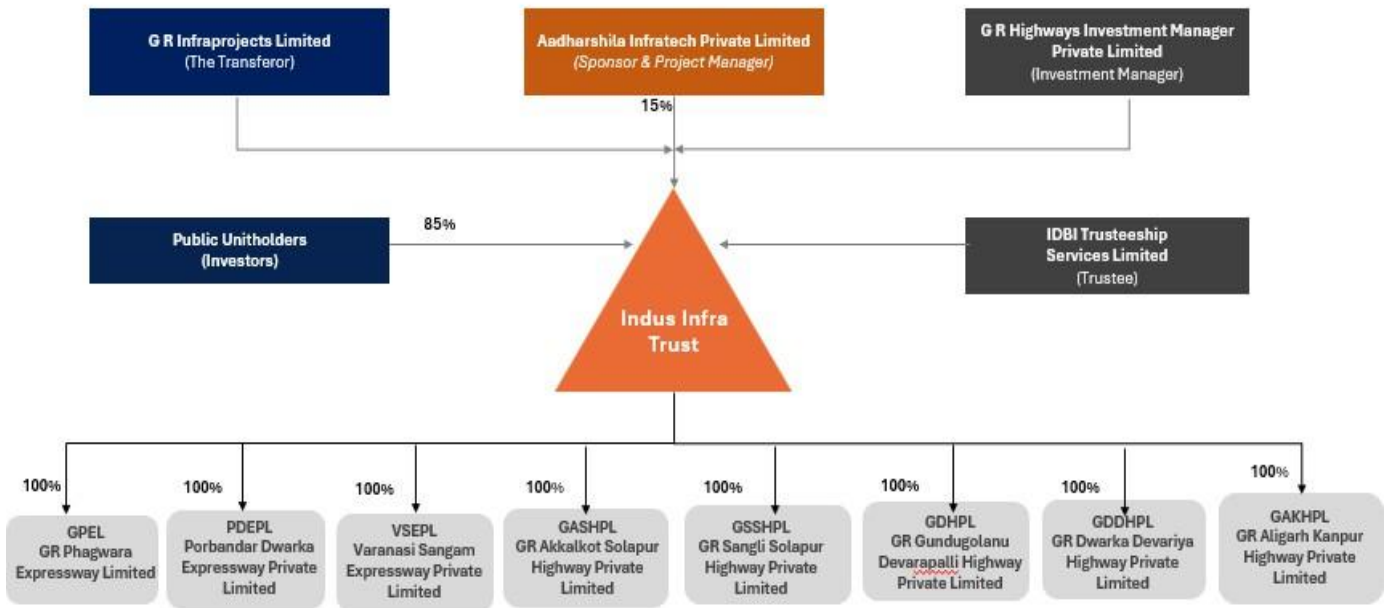 G R Infraprojects Limited
(The Transferor)
Aadharshila Infratech Private Limited
(Sponsor & Project Manager)
G R Highways Investment Manager
Private Limited
(Investment Manager)
15%
Public Unitholders
(Investors)
85%
IDBI Trusteeship
Services Limited
(Trustee)
Indus Infra
Trust
100%
100%
100%
100%
100%
100%
100%
100%
GPEL
GR Phagwara
Expressway Limited
PDEPL
Porbandar Dwarka
Expressway Private
Limited
VSEPL
Varanasi Sangam
Expressway Private
Limited
GASHPL
GR Akkalkot Solapur
Highway Private
Limited
GSSHPL
GR Sangli Solapur
Highway Private
Limited
GDHPL
GR Gundugolanu
Devarapalli Highway
Private Limited
GDDHPL
GR Dwarka Devariya
Highway Private
Limited
GAKHPL
GR Aligarh Kanpur
Highway Private
Limited